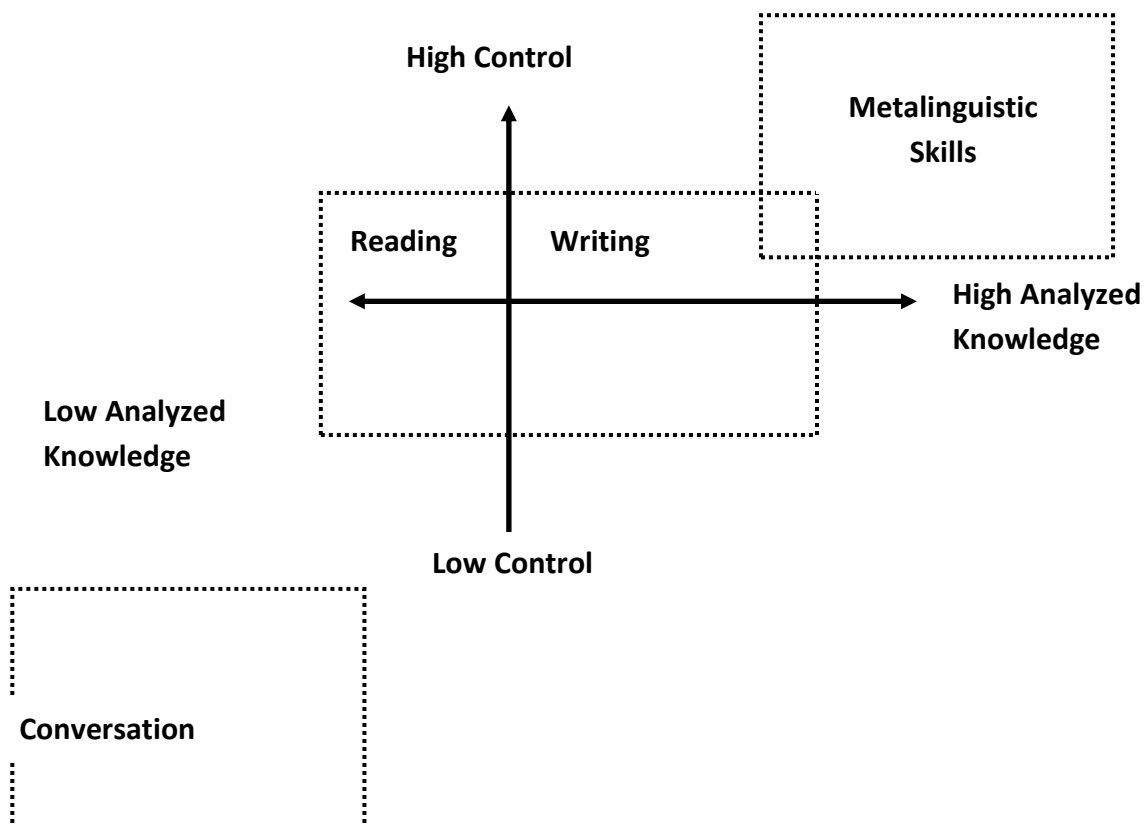 High Control
Metalinguistic
Skills
Reading
Writing
High Analyzed
Knowledge
Low Analyzed
Knowledge
Low Control
Conversation